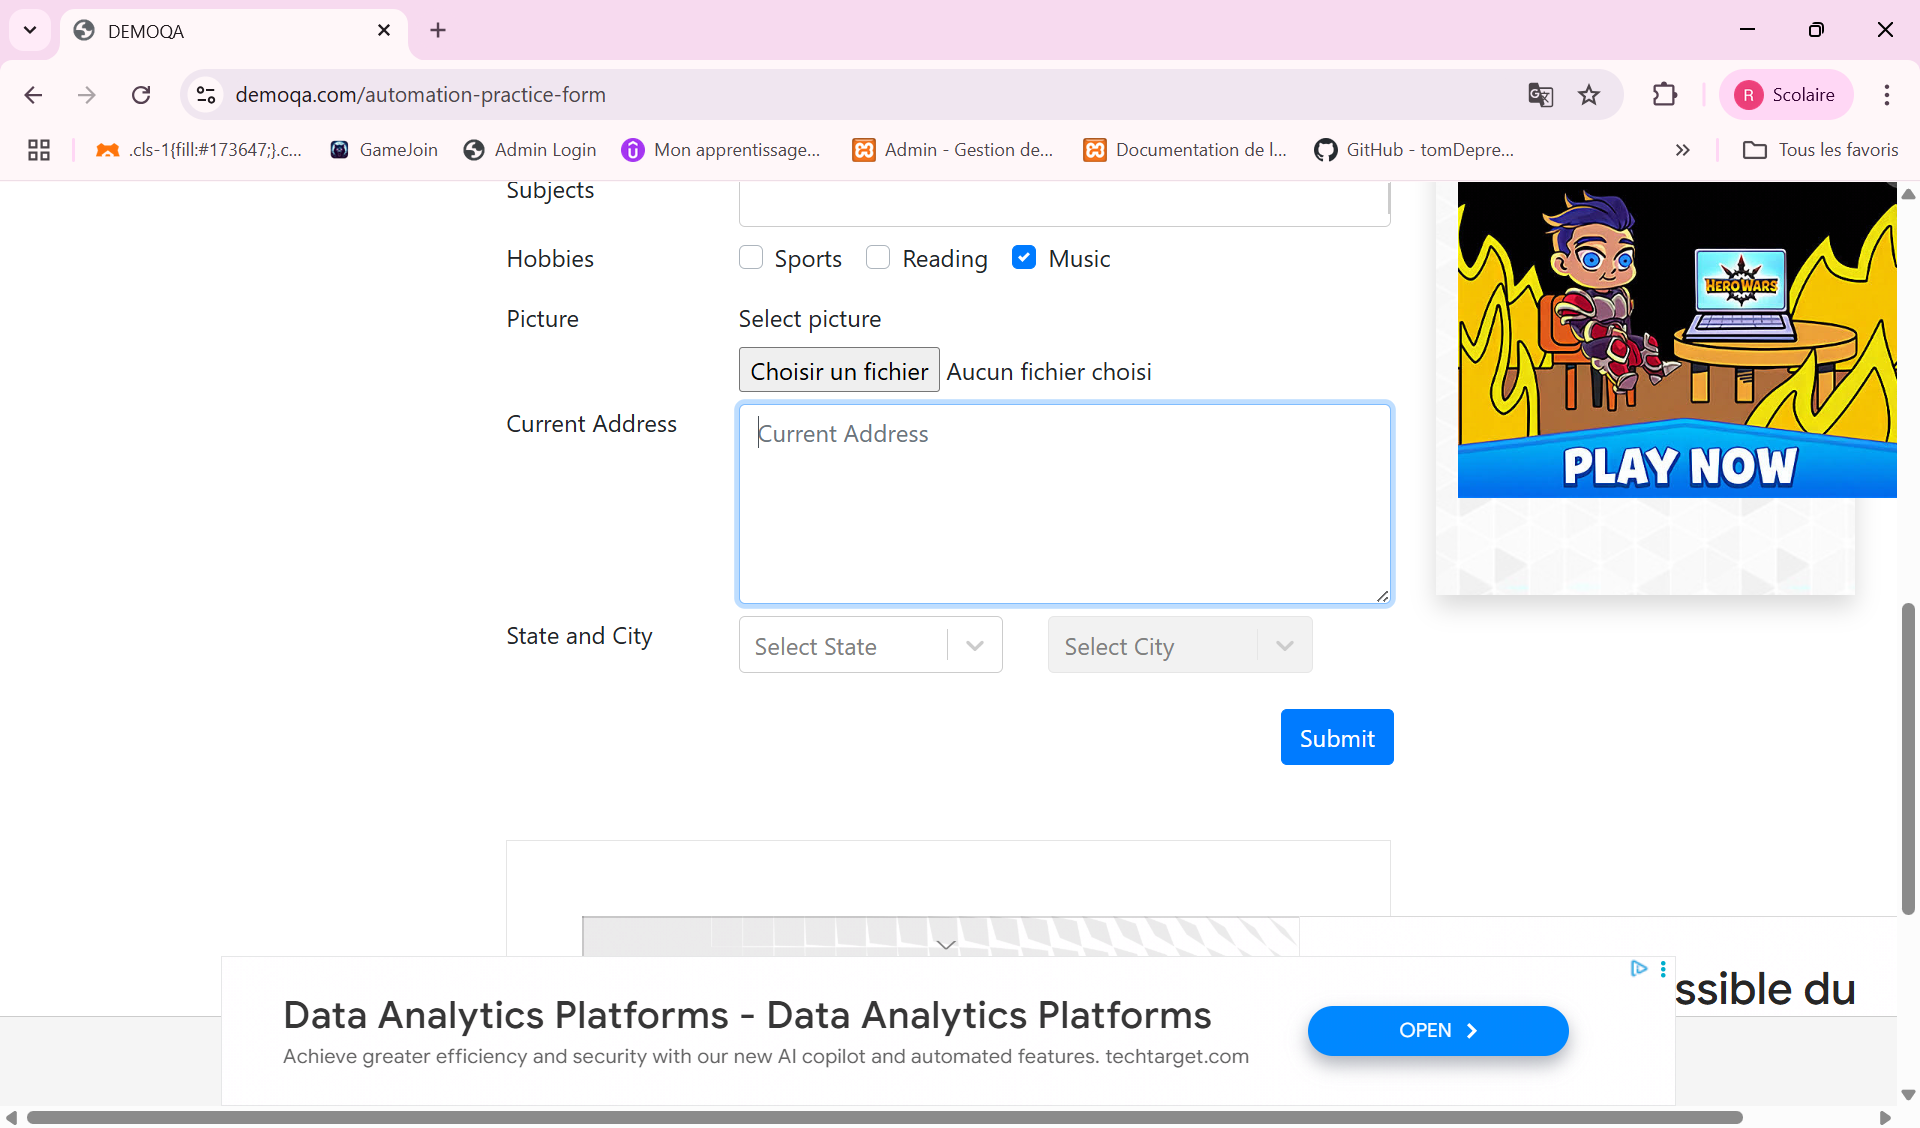 DEMOQA
demoqa.com/automation-practice-form
R Scolaire
.cls-1{fill:#173647;}.c... GameJoin Admin Login Mon apprentissage... Admin - Gestion de... Documentation de l... GitHub - tomDepre... » Tous les favoris
Subjects
Hobbies Sports Reading Music
Picture Select picture
Choisir un fichier Aucun fichier choisi
Current Address Current Address
State and City Select State Select City
Submit
HERO WARS
PLAY NOW
ssible du
Data Analytics Platforms - Data Analytics Platforms
Achieve greater efficiency and security with our new AI copilot and automated features. techtarget.com
OPEN